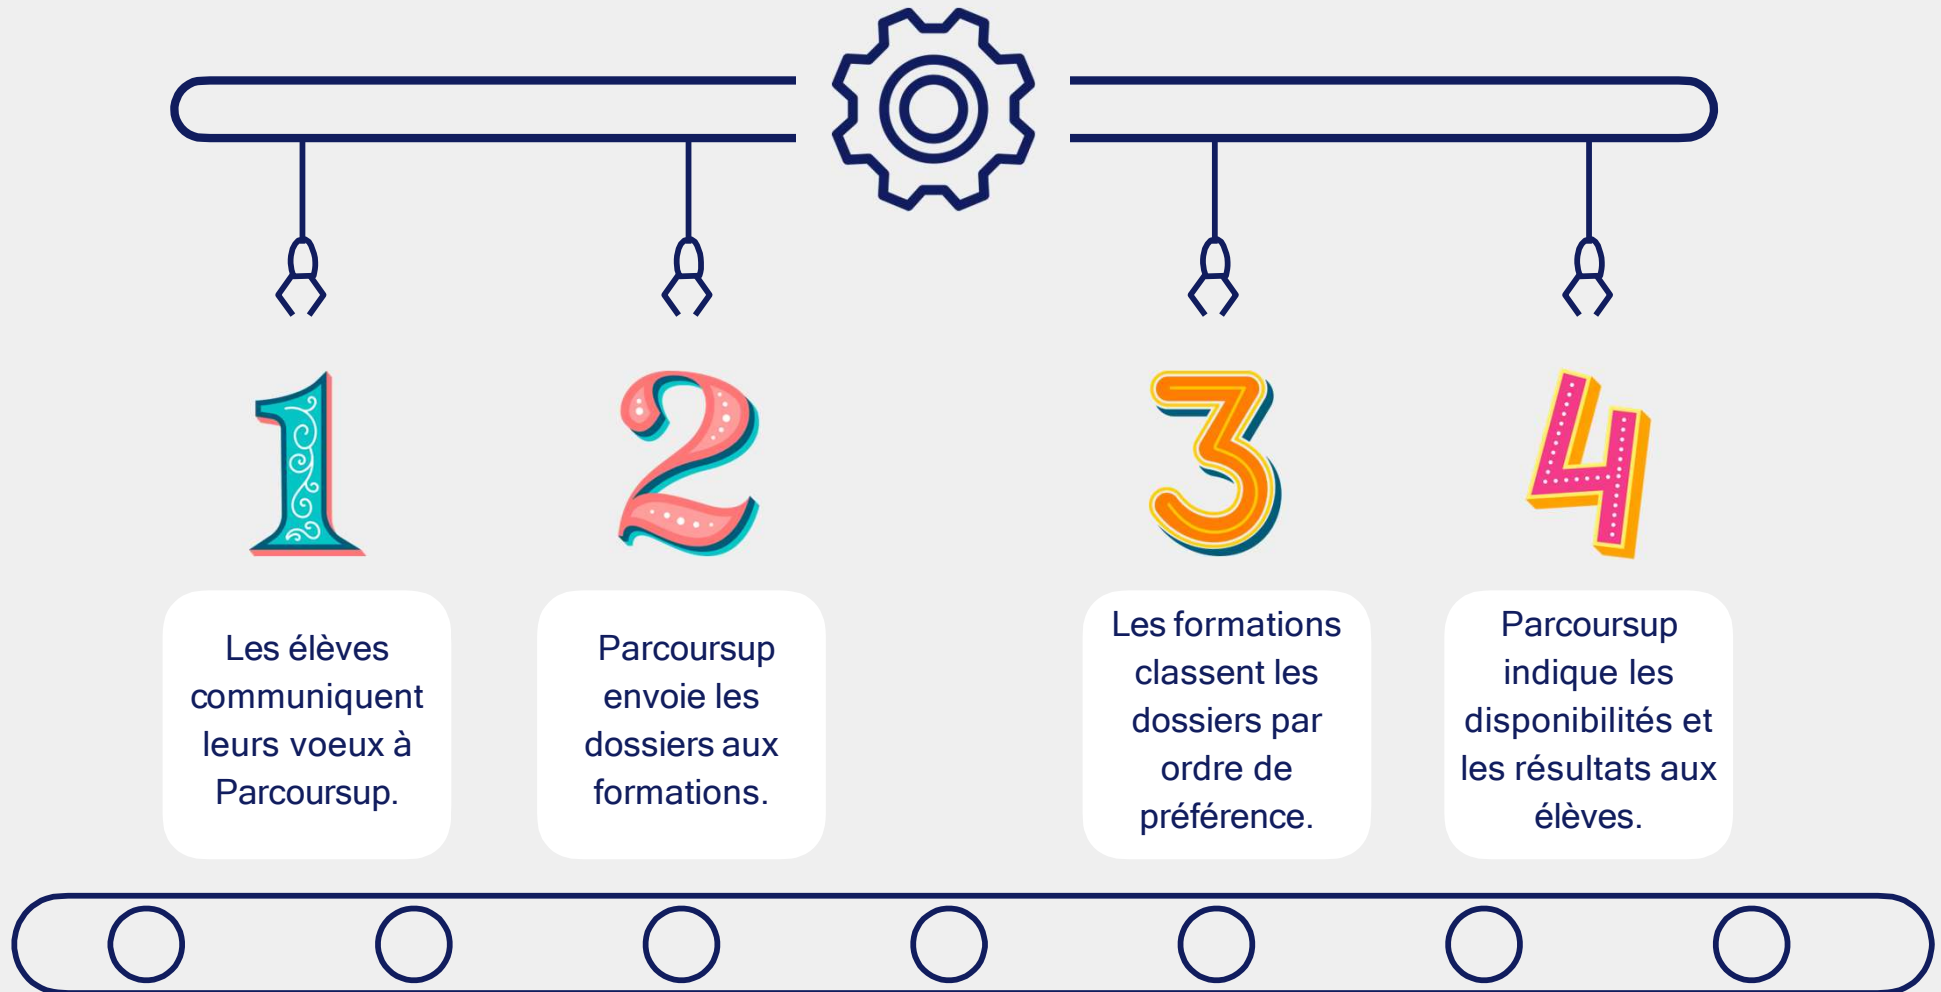 1
Les élèves
communiquent
leurs voeux à
Parcoursup.
2
Parcoursup
envoie les
dossiers aux
formations.
3
Les formations
classent les
dossiers par
ordre de
préférence.
4
Parcoursup
indique les
disponibilités et
les résultats aux
élèves.